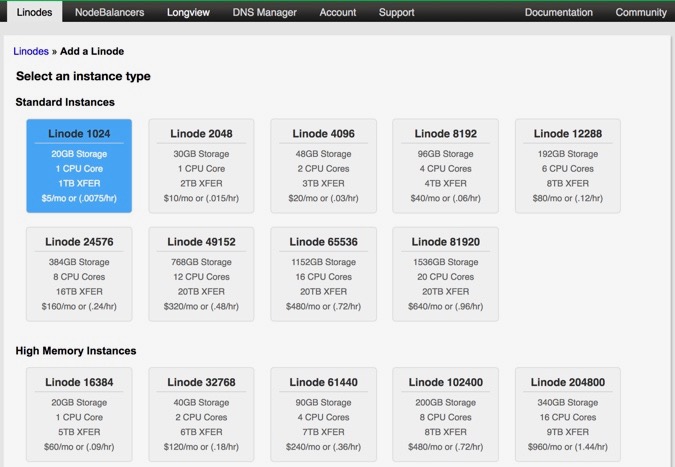 Linodes NodeBalancers Longview DNS Manager Account Support Documentation Community
Linodes » Add a Linode
Select an instance type
Standard Instances
Linode 1024
20GB Storage
1 CPU Core
1TB XFER
$5/mo or (.0075/hr)
Linode 2048
30GB Storage
1 CPU Core
2TB XFER
$10/mo or (.015/hr)
Linode 4096
48GB Storage
2 CPU Cores
3TB XFER
$20/mo or (.03/hr)
Linode 8192
96GB Storage
4 CPU Cores
4TB XFER
$40/mo or (.06/hr)
Linode 12288
192GB Storage
6 CPU Cores
8TB XFER
$80/mo or (.12/hr)
Linode 24576
384GB Storage
8 CPU Cores
16TB XFER
$160/mo or (.24/hr)
Linode 49152
768GB Storage
12 CPU Cores
20TB XFER
$320/mo or (.48/hr)
Linode 65536
1152GB Storage
16 CPU Cores
20TB XFER
$480/mo or (.72/hr)
Linode 81920
1536GB Storage
20 CPU Cores
20TB XFER
$640/mo or (.96/hr)
High Memory Instances
Linode 16384
20GB Storage
1 CPU Core
5TB XFER
$60/mo or (.09/hr)
Linode 32768
40GB Storage
2 CPU Cores
6TB XFER
$120/mo or (.18/hr)
Linode 61440
90GB Storage
4 CPU Cores
7TB XFER
$240/mo or (.36/hr)
Linode 102400
200GB Storage
8 CPU Cores
8TB XFER
$480/mo or (.72/hr)
Linode 204800
340GB Storage
16 CPU Cores
9TB XFER
$960/mo or (1.44/hr)